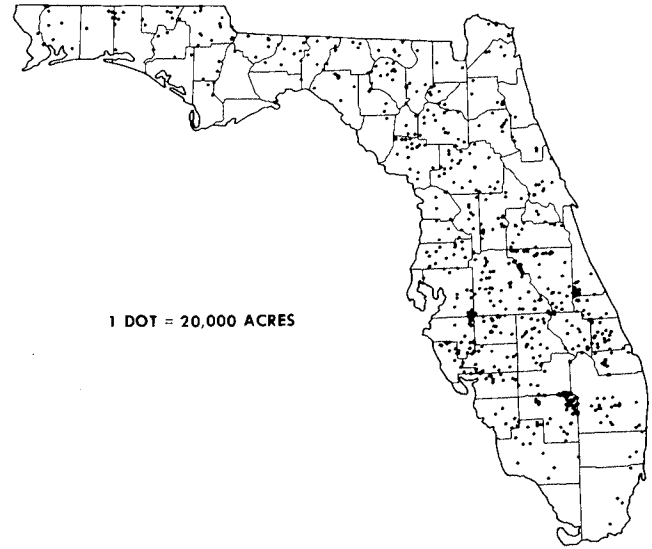 1 DOT = 20,000 ACRES